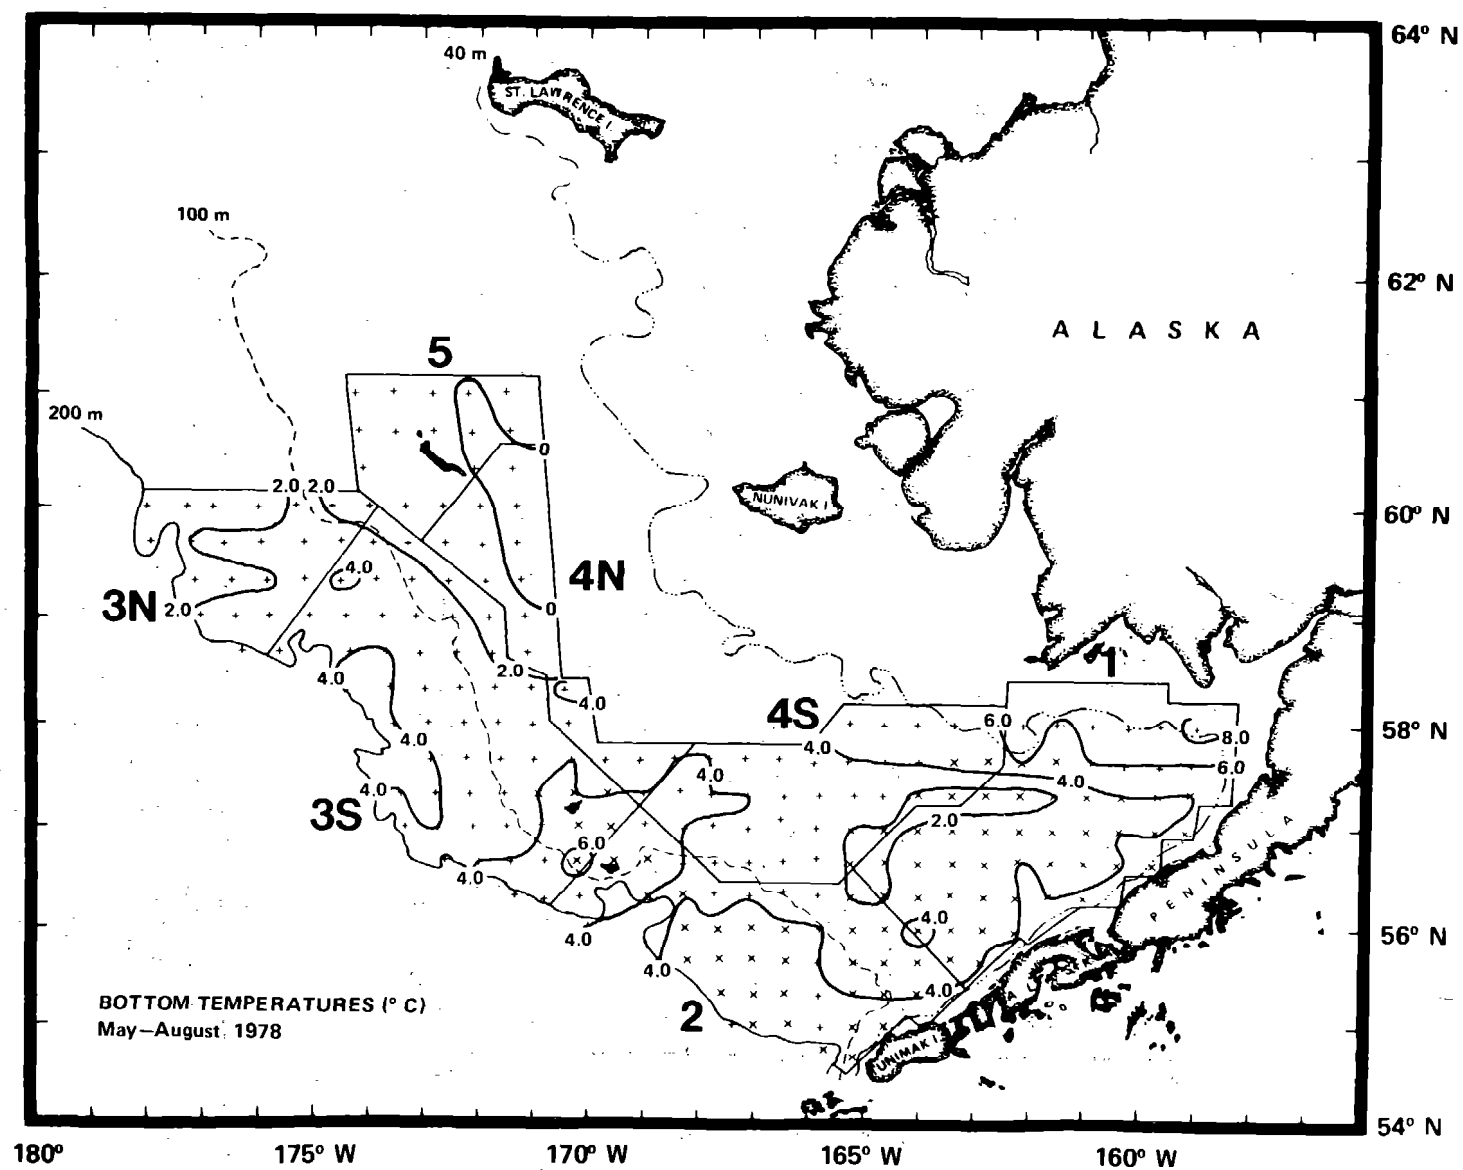 64° N
40 m
ST. LAWRENCE I.
100 m
62° N
ALASKA
5
200 m
0
2.0 2.0
NUNIVAK I
60° N
4.0
4N
3N
2.0
0
1
4.0
2.0
4.0
4S
6.0
58° N
4.0
4.0
8.0
4.0
6.0
4.0
4.0
3S
2.0
6.0
PENINSULA
4.0
4.0
4.0
56° N
4.0
4.0
BOTTOM TEMPERATURES (° C)
May–August 1978
2
UNIMAK I
54° N
180°
175° W
170° W
165° W
160° W